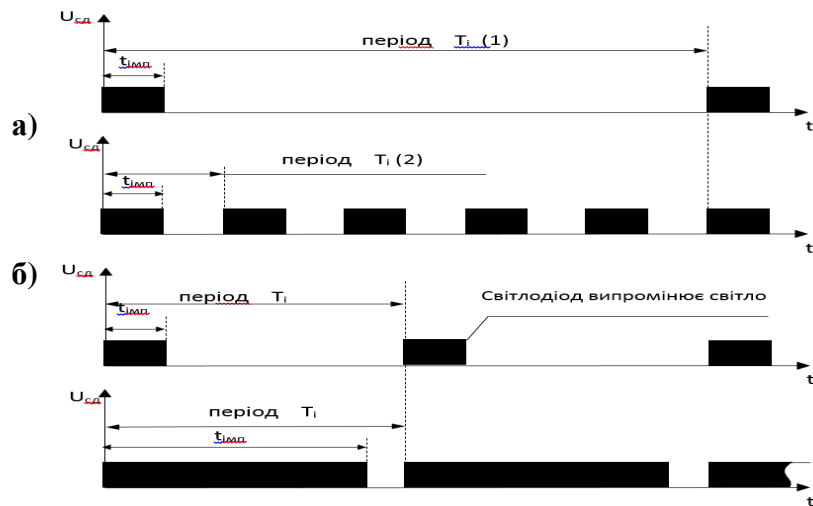 Uсд
період Ti (1)
tімп
а)
t
Uсд
період Ti (2)
tімп
t
б)
Uсд
період Ti
Світлодіод випромінює світло
tімп
t
Uсд
період Ti
tімп
t